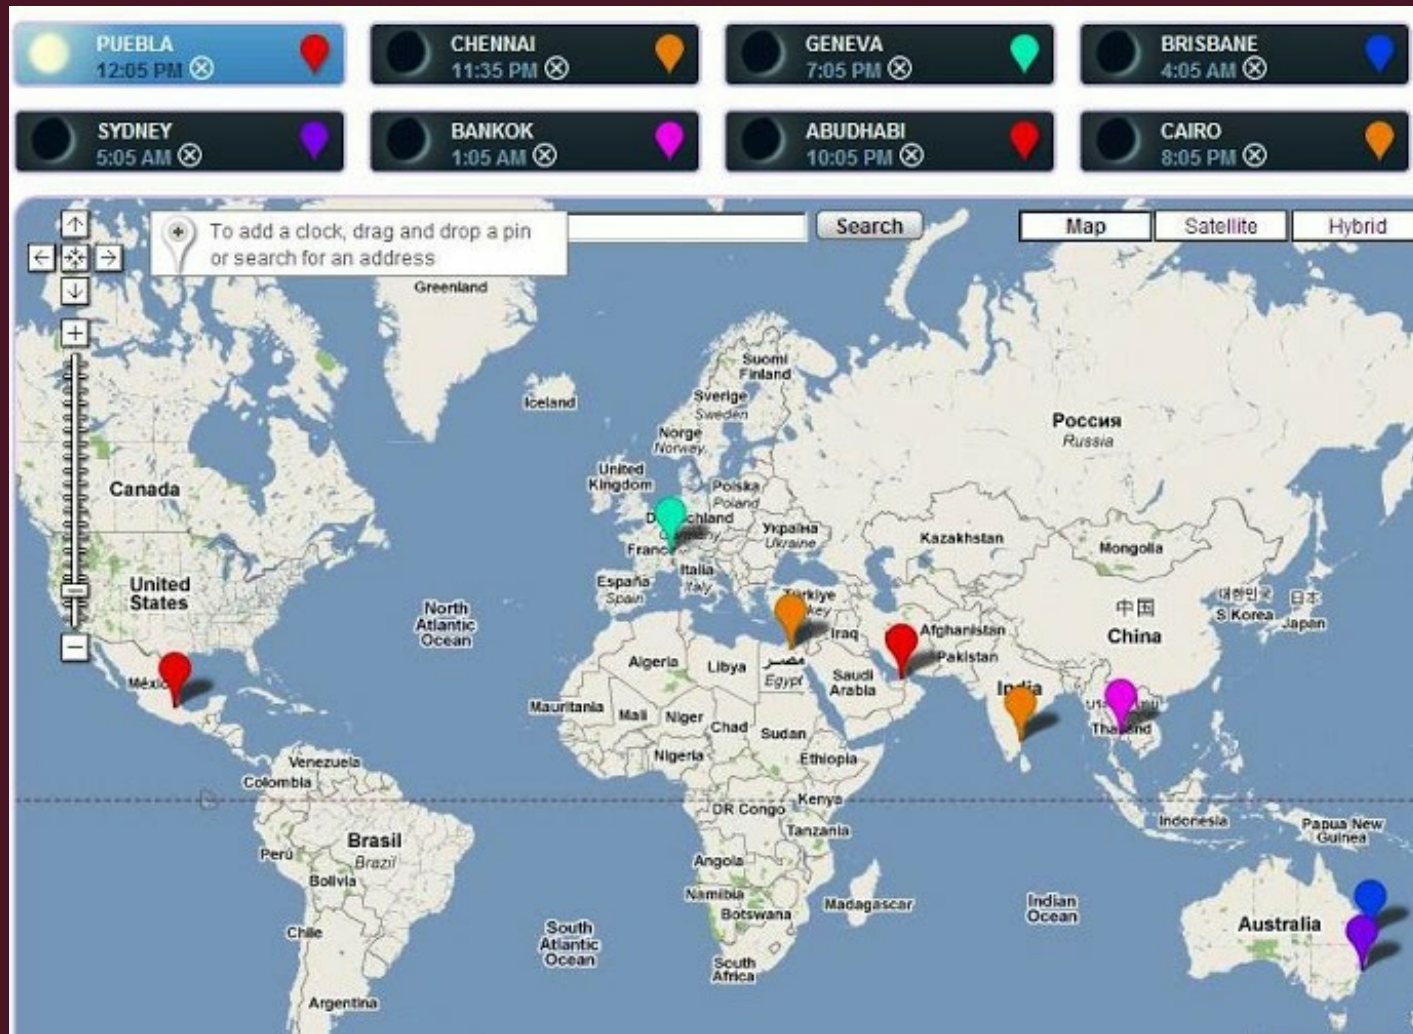 PUEBLA
12:05 PM
CHENNAI
11:35 PM
GENEVA
7:05 PM
BRISBANE
4:05 AM
SYDNEY
5:05 AM
BANKOK
1:05 AM
ABUDHABI
10:05 PM
CAIRO
8:05 PM
To add a clock, drag and drop a pin
or search for an address
Search
Map
Satellite
Hybrid
Greenland
Iceland
Suomi
Finland
Sverige
Sweden
Norge
Norway
Россия
Russia
United
Kingdom
Polska
Poland
Canada
Україна
Ukraine
France
Kazakhstan
Mongolia
Italia
Italy
España
Spain
United
States
North
Atlantic
Ocean
中国
China
대한민국
S Korea
日本
Japan
Iraq
Afghanistan
Pakistan
Algeria
Libya
مصر
Egypt
Saudi
Arabia
India
Mauritania
Mali
Niger
Chad
Sudan
Thailand
Nigeria
Ethiopia
Venezuela
Colombia
DR Congo
Kenya
Tanzania
Indonesia
Papua New
Guinea
Perú
Brasil
Brazil
Bolivia
Angola
Namibia
Botswana
Madagascar
Indian
Ocean
Australia
Chile
South
Atlantic
Ocean
South
Africa
Argentina